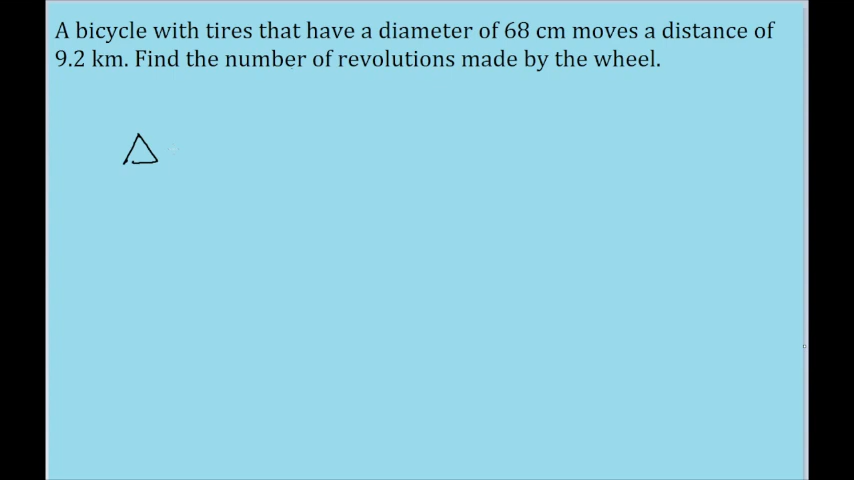 A bicycle with tires that have a diameter of 68 cm moves a distance of
9.2 km. Find the number of revolutions made by the wheel.
Δ